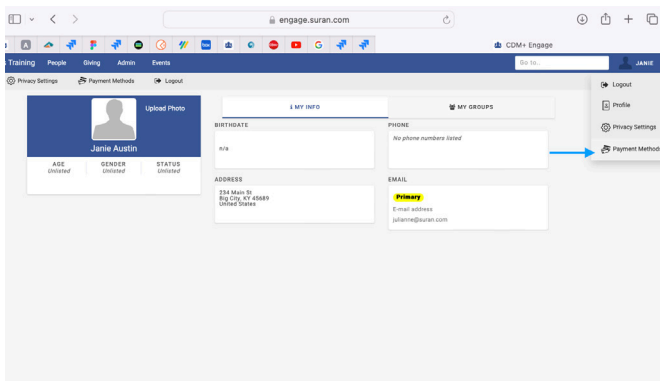 engage.suran.com
CDM+ Engage
Training People Giving Admin Events
Go to..
JANIE
Privacy Settings Payment Methods Logout
Logout
Profile
Privacy Settings
Payment Methods
Upload Photo
Janie Austin
AGE GENDER STATUS
Unlisted Unlisted Unlisted
MY INFO
MY GROUPS
BIRTHDATE
n/a
PHONE
No phone numbers listed
ADDRESS
234 Main St
Big City, KY 45689
United States
EMAIL
Primary
E-mail address
julianne@suran.com